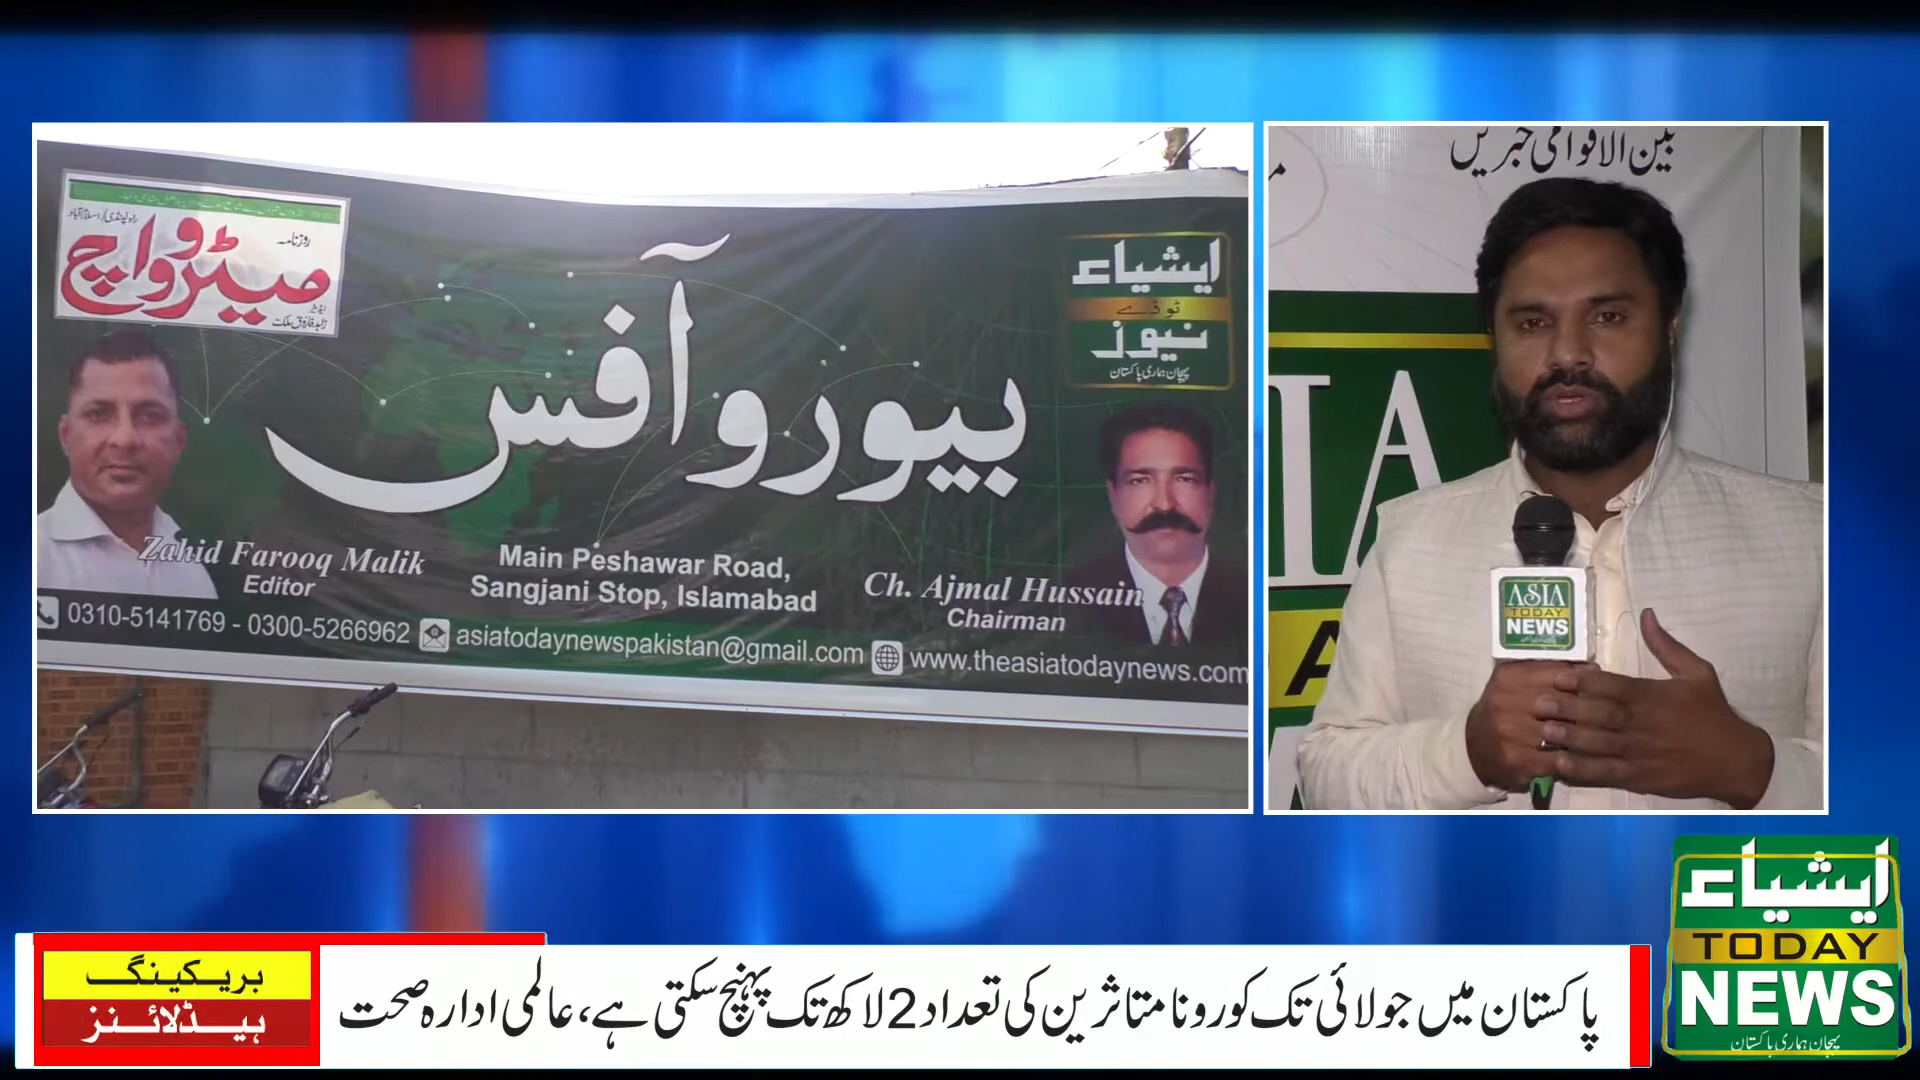 روزنامہ
راولپنڈی/اسلام آباد
میٹرو واچ
ایڈیٹر
زاہد فاروق ملک
بیورو آفس
ایشیاء
ٹوڈے
نیوز
پہچان ہماری پاکستان
Zahid Farooq Malik
Editor
Main Peshawar Road,
Sangjani Stop, Islamabad
Ch. Ajmal Hussain
Chairman
0310-5141769 - 0300-5266962
asiatodaynewspakistan@gmail.com
www.theasiatodaynews.com
بین الاقوامی خبریں
ASIA
TODAY
NEWS
بریکینگ
ہیڈلائنز
پاکستان میں جولائی تک کورونا متاثرین کی تعداد 2 لاکھ تک پہنچ سکتی ہے، عالمی ادارہ صحت
ایشیاء
TODAY
NEWS
پہچان ہماری پاکستان